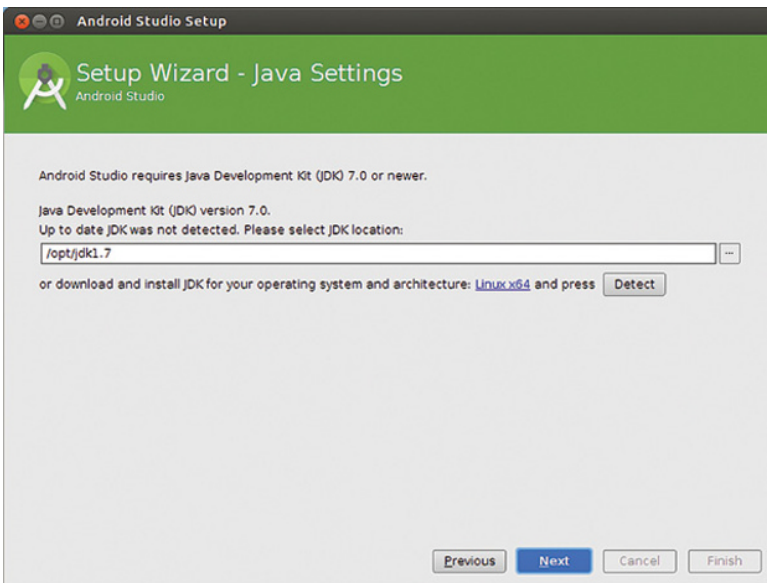 Android Studio Setup
Setup Wizard - Java Settings
Android Studio
Android Studio requires Java Development Kit (JDK) 7.0 or newer.
Java Development Kit (JDK) version 7.0.
Up to date JDK was not detected. Please select JDK location:
/opt/jdk1.7
...
or download and install JDK for your operating system and architecture: Linux x64 and press Detect
Previous Next Cancel Finish